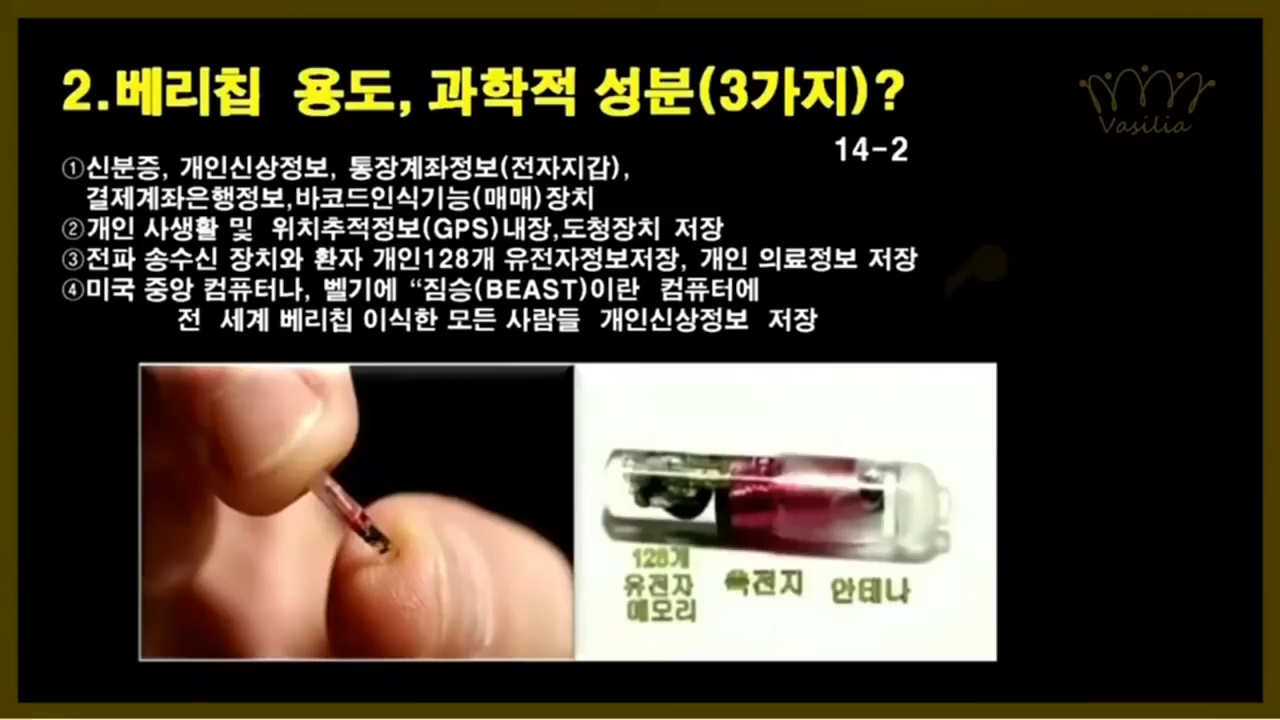 2.베리칩 용도, 과학적 성분(3가지)?
Vasilia
14-2
①신분증, 개인신상정보, 통장계좌정보(전자지갑),
결제계좌은행정보,바코드인식기능(매매)장치
②개인 사생활 및 위치추적정보(GPS)내장,도청장치 저장
③전파 송수신 장치와 환자 개인128개 유전자정보저장, 개인 의료정보 저장
④미국 중앙 컴퓨터나, 벨기에 “짐승(BEAST)이란 컴퓨터에
전 세계 베리칩 이식한 모든 사람들 개인신상정보 저장
128개
유전자
메모리
안테나